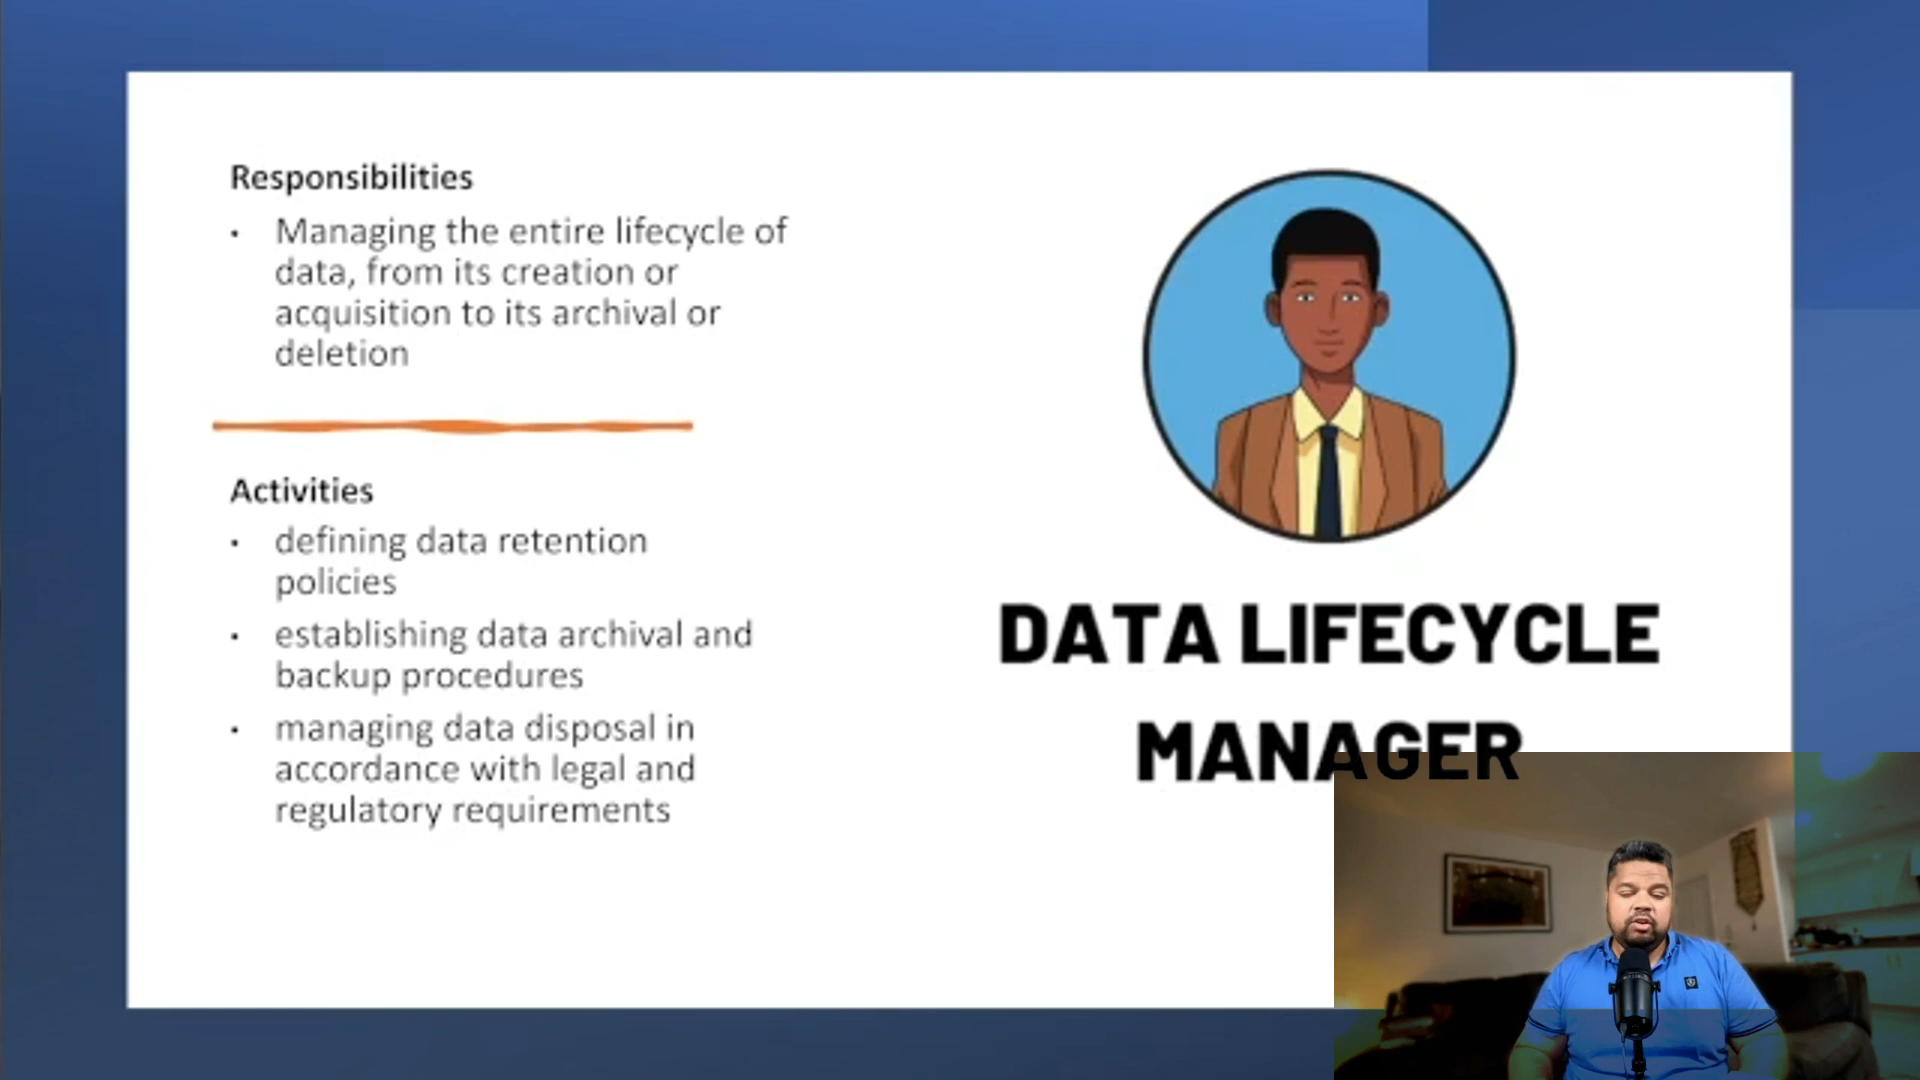 Responsibilities
• Managing the entire lifecycle of
data, from its creation or
acquisition to its archival or
deletion
Activities
• defining data retention
policies
• establishing data archival and
backup procedures
• managing data disposal in
accordance with legal and
regulatory requirements
DATA LIFECYCLE
MANAGER